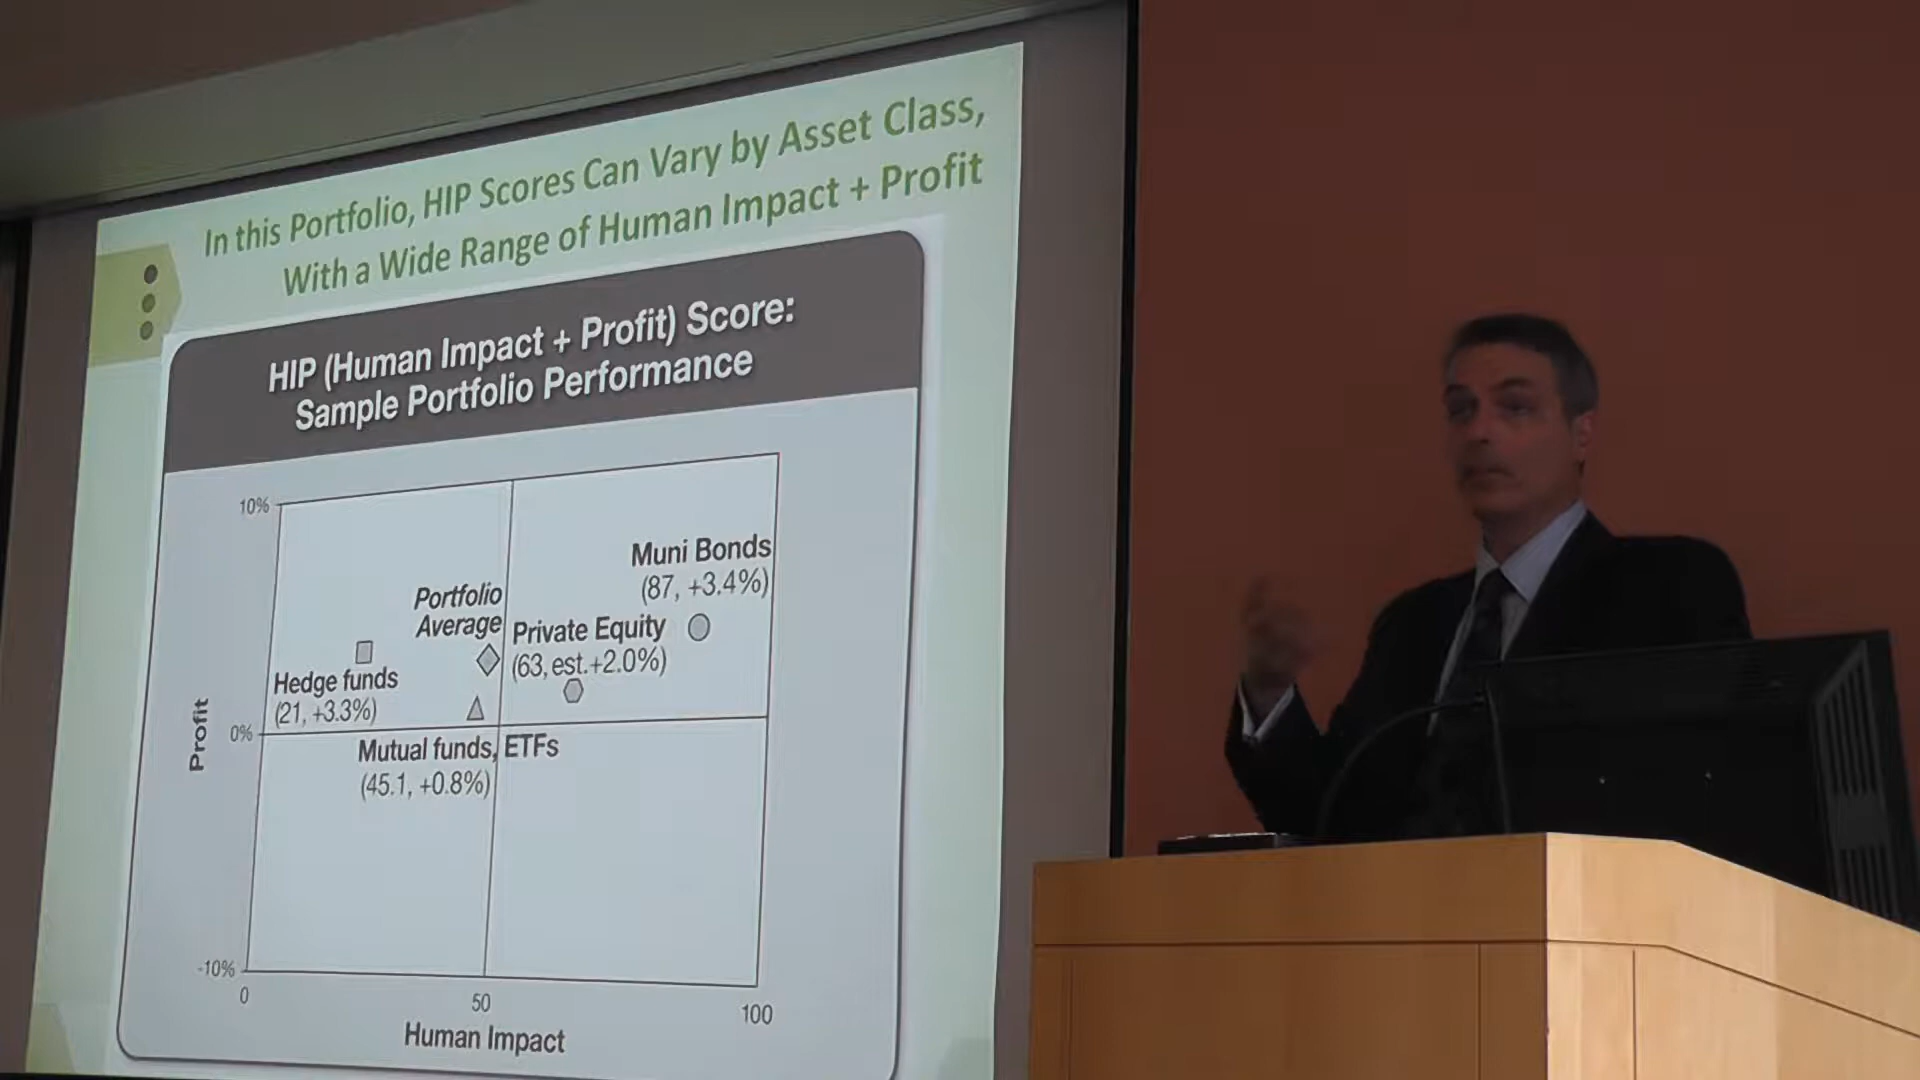 In this Portfolio, HIP Scores Can Vary by Asset Class,
With a Wide Range of Human Impact + Profit
HIP (Human Impact + Profit) Score:
Sample Portfolio Performance
10%
Muni Bonds
(87, +3.4%)
Portfolio
Average
Private Equity
(63, est.+2.0%)
Hedge funds
(21, +3.3%)
Profit
0%
Mutual funds, ETFs
(45.1, +0.8%)
-10%
0
50
100
Human Impact